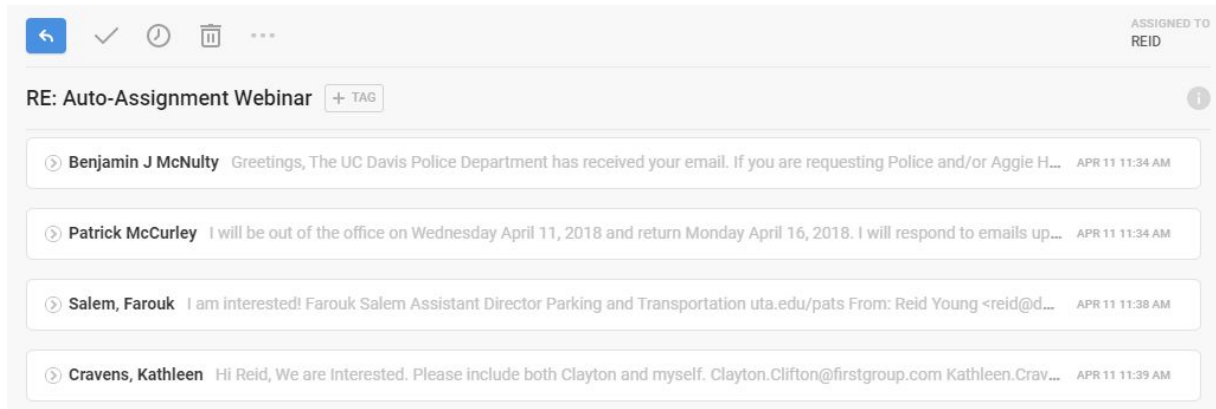 ASSIGNED TO
REID
RE: Auto-Assignment Webinar + TAG
Benjamin J McNulty Greetings, The UC Davis Police Department has received your email. If you are requesting Police and/or Aggie H... APR 11 11:34 AM
Patrick McCurley I will be out of the office on Wednesday April 11, 2018 and return Monday April 16, 2018. I will respond to emails up... APR 11 11:34 AM
Salem, Farouk I am interested! Farouk Salem Assistant Director Parking and Transportation uta.edu/pats From: Reid Young <reid@d... APR 11 11:38 AM
Cravens, Kathleen Hi Reid, We are Interested. Please include both Clayton and myself. Clayton.Clifton@firstgroup.com Kathleen.Crav... APR 11 11:39 AM